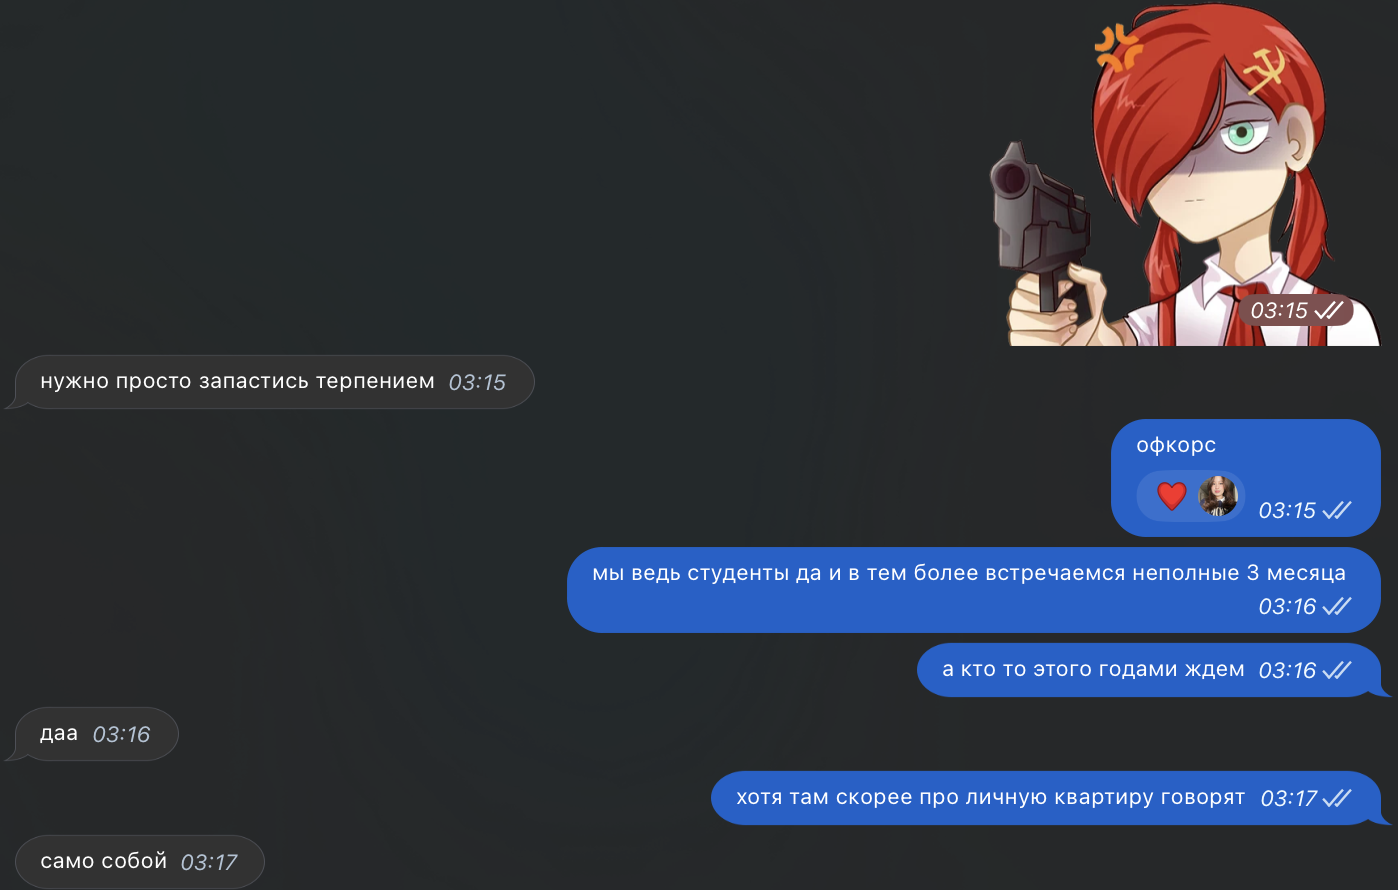 03:15
нужно просто запастись терпением 03:15
офкорс
03:15
мы ведь студенты да и в тем более встречаемся неполные 3 месяца
03:16
а кто то этого годами ждем 03:16
даа 03:16
хотя там скорее про личную квартиру говорят 03:17
само собой 03:17